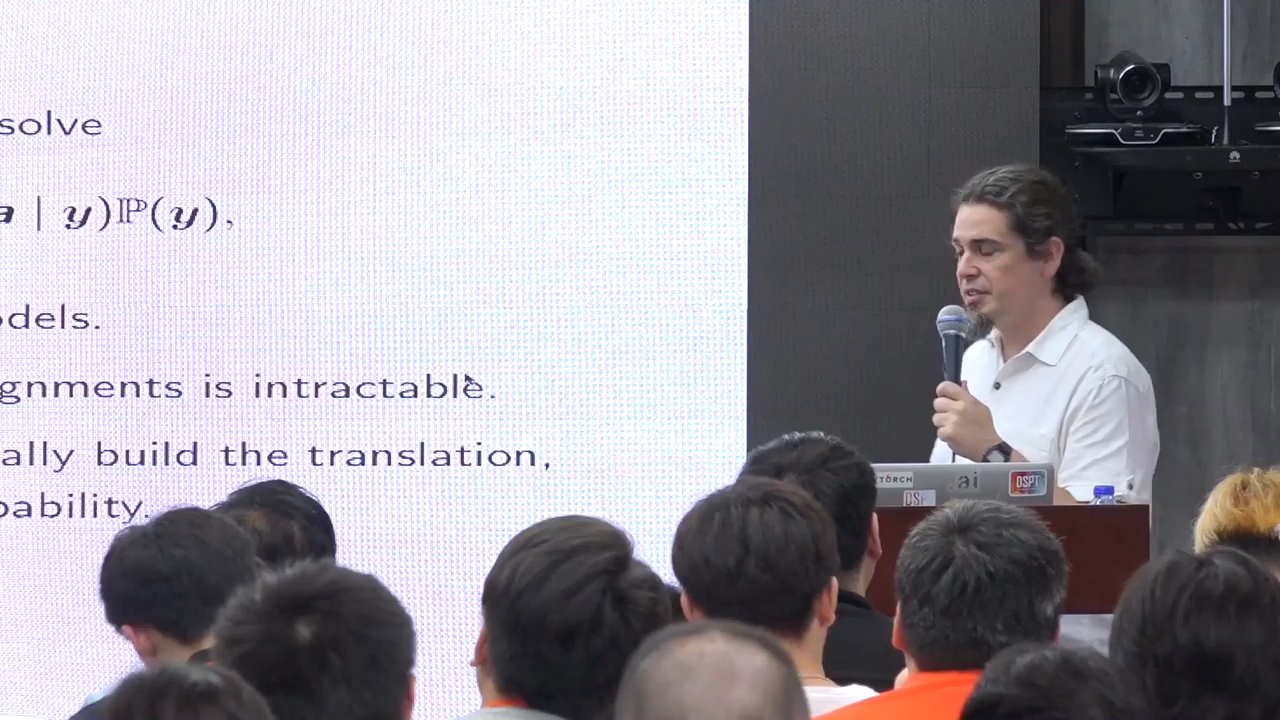 solve
a | y)ℙ(y),
odels.
gnments is intractable.
ally build the translation,
bability.
TORCH
.ai
DSPT